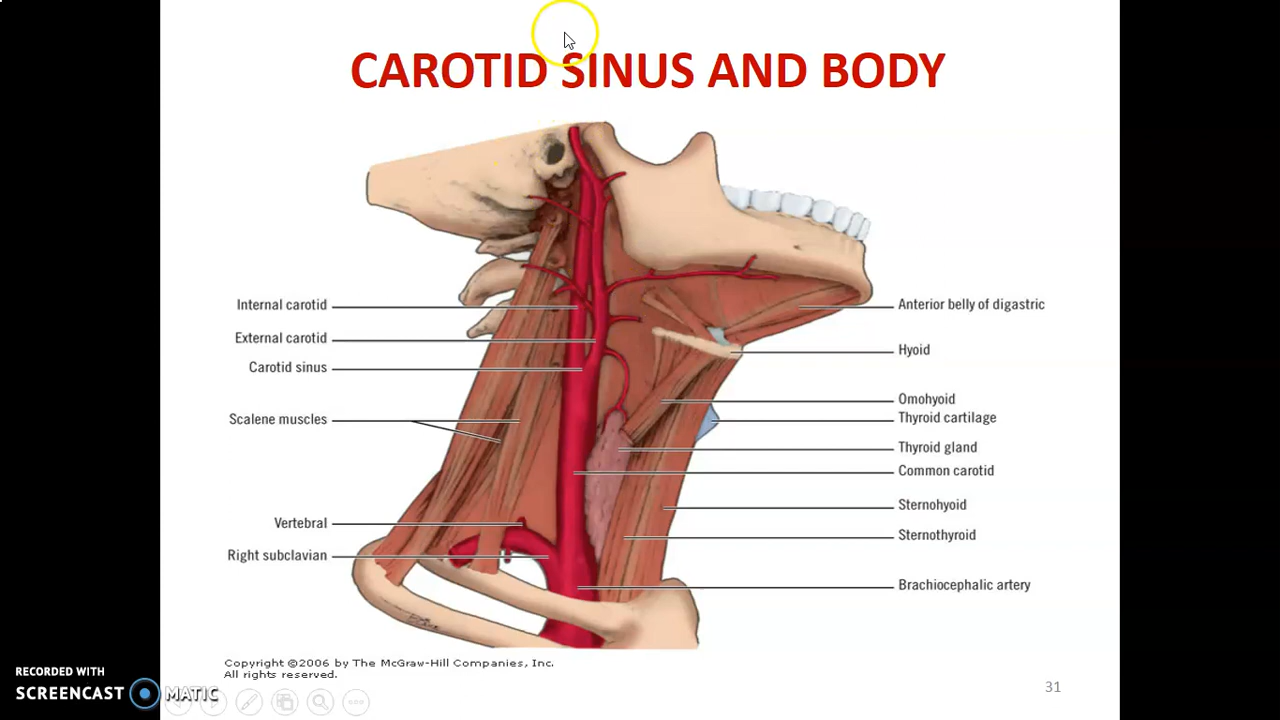 CAROTID SINUS AND BODY
Internal carotid
External carotid
Carotid sinus
Scalene muscles
Vertebral
Right subclavian
Anterior belly of digastric
Hyoid
Omohyoid
Thyroid cartilage
Thyroid gland
Common carotid
Sternohyoid
Sternothyroid
Brachiocephalic artery
Copyright ©2006 by The McGraw-Hill Companies, Inc.
All rights reserved.
31
RECORDED WITH
SCREENCAST MATIC